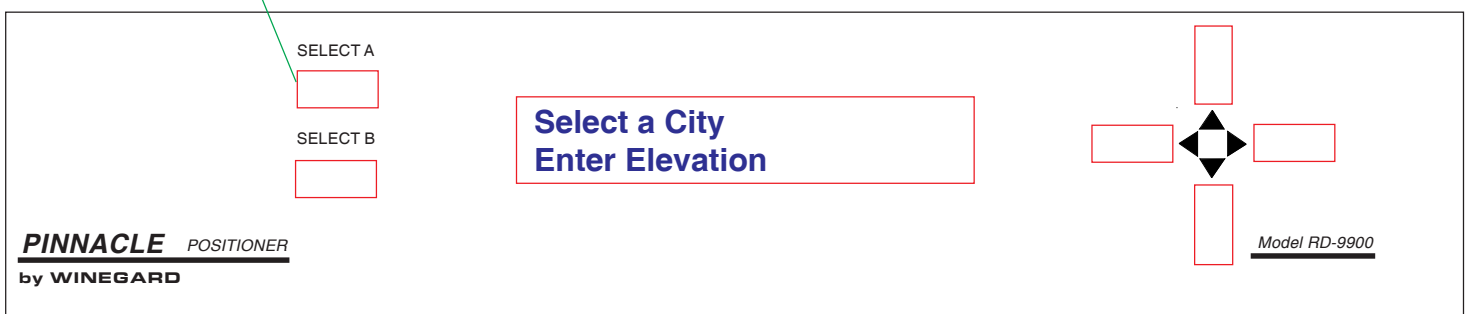 SELECT A
SELECT B
Select a City
Enter Elevation
PINNACLE POSITIONER
by WINEGARD
Model RD-9900